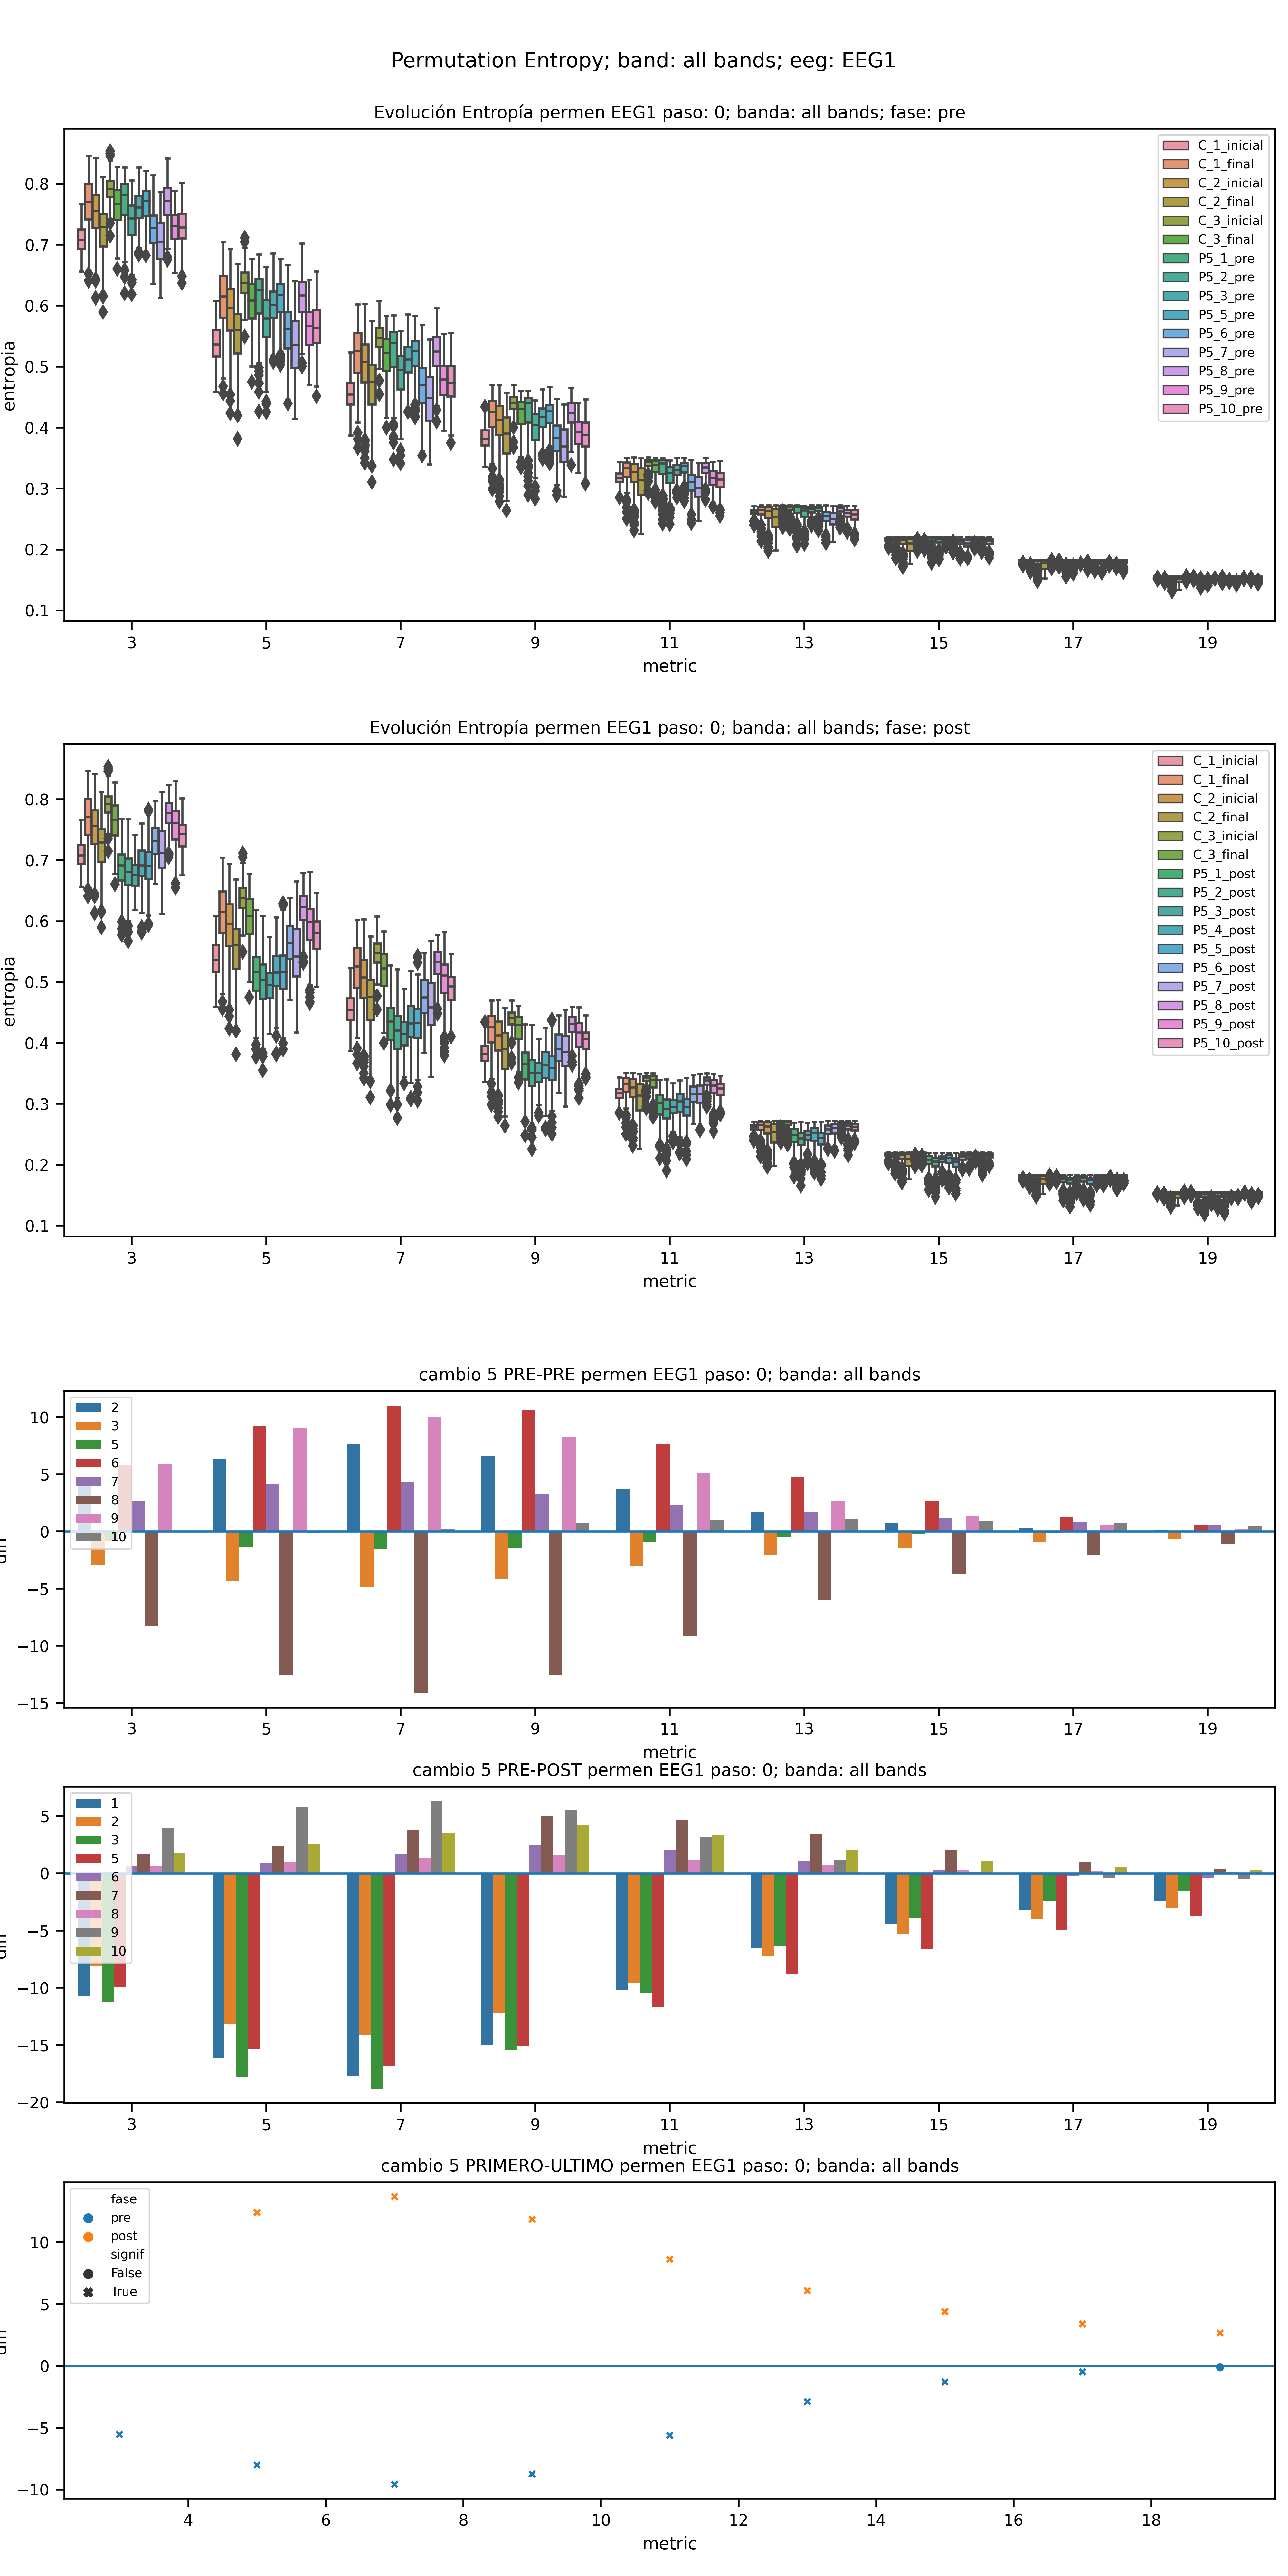 Permutation Entropy; band: all bands; eeg: EEG1
Evolución Entropía permen EEG1 paso: 0; banda: all bands; fase: pre
entropia
0.8
0.7
0.6
0.5
0.4
0.3
0.2
0.1
C_1_inicial
C_1_final
C_2_inicial
C_2_final
C_3_inicial
C_3_final
P5_1_pre
P5_2_pre
P5_3_pre
P5_5_pre
P5_6_pre
P5_7_pre
P5_8_pre
P5_9_pre
P5_10_pre
3 5 7 9 11 13 15 17 19
metric
Evolución Entropía permen EEG1 paso: 0; banda: all bands; fase: post
entropia
0.8
0.7
0.6
0.5
0.4
0.3
0.2
0.1
C_1_inicial
C_1_final
C_2_inicial
C_2_final
C_3_inicial
C_3_final
P5_1_post
P5_2_post
P5_3_post
P5_4_post
P5_5_post
P5_6_post
P5_7_post
P5_8_post
P5_9_post
P5_10_post
3 5 7 9 11 13 15 17 19
metric
cambio 5 PRE-PRE permen EEG1 paso: 0; banda: all bands
10
5
0
−5
−10
−15
2
3
5
6
7
8
9
10
3 5 7 9 11 13 15 17 19
metric
cambio 5 PRE-POST permen EEG1 paso: 0; banda: all bands
5
0
−5
−10
−15
−20
1
2
3
5
6
7
8
9
10
3 5 7 9 11 13 15 17 19
metric
cambio 5 PRIMERO-ULTIMO permen EEG1 paso: 0; banda: all bands
10
5
0
−5
−10
fase
pre
post
signif
False
True
4 6 8 10 12 14 16 18
metric